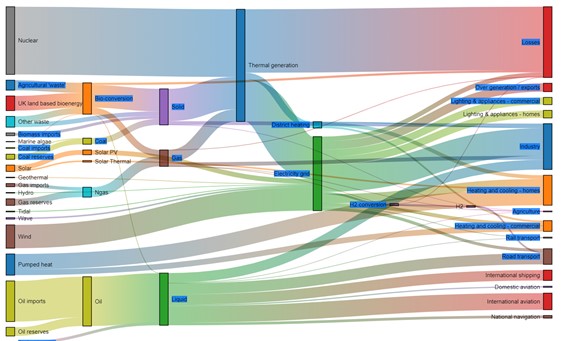 Nuclear
Thermal generation
Losses
Agricultural 'waste'
UK land based bioenergy
Bio-conversion
Solid
Over generation / exports
Lighting & appliances - commercial
Lighting & appliances - homes
Other waste
District heating
Biomass imports
Marine algae
Coal imports
Coal
Coal reserves
Solar PV
Gas
Industry
Solar
Solar Thermal
Electricity grid
Geothermal
Gas imports
Hydro
Ngas
Gas reserves
Heating and cooling - homes
H2 conversion
H2
Tidal
Agriculture
Wave
Heating and cooling - commercial
Wind
Rail transport
Road transport
Pumped heat
International shipping
Oil imports
Oil
Liquid
Domestic aviation
International aviation
National navigation
Oil reserves